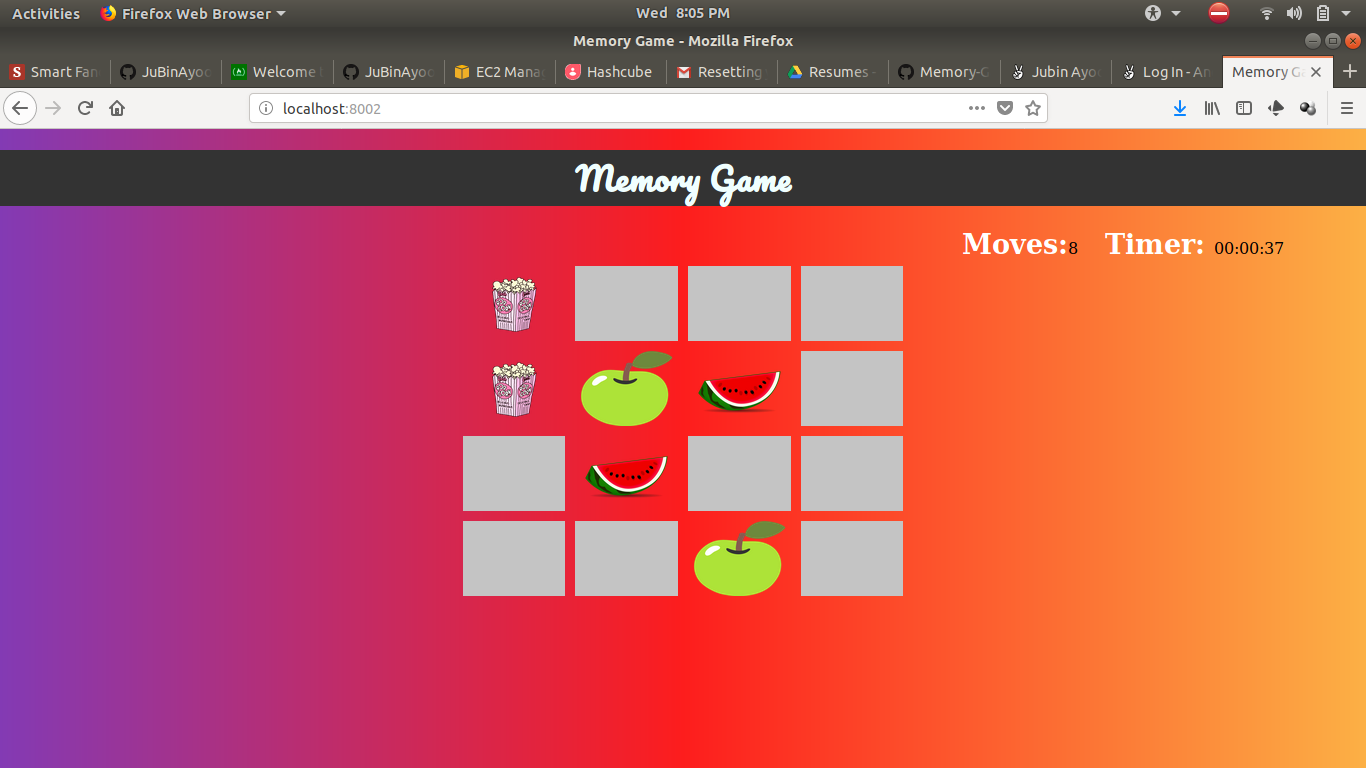 Activities Firefox Web Browser Wed 8:05 PM
Memory Game - Mozilla Firefox
Smart Fan JuBinAyoc Welcome JuBinAyoc EC2 Mana Hashcube Resetting Resumes - Memory-G Jubin Ayoo Log In - An Memory Ga
localhost:8002
Memory Game
Moves:8 Timer: 00:00:37